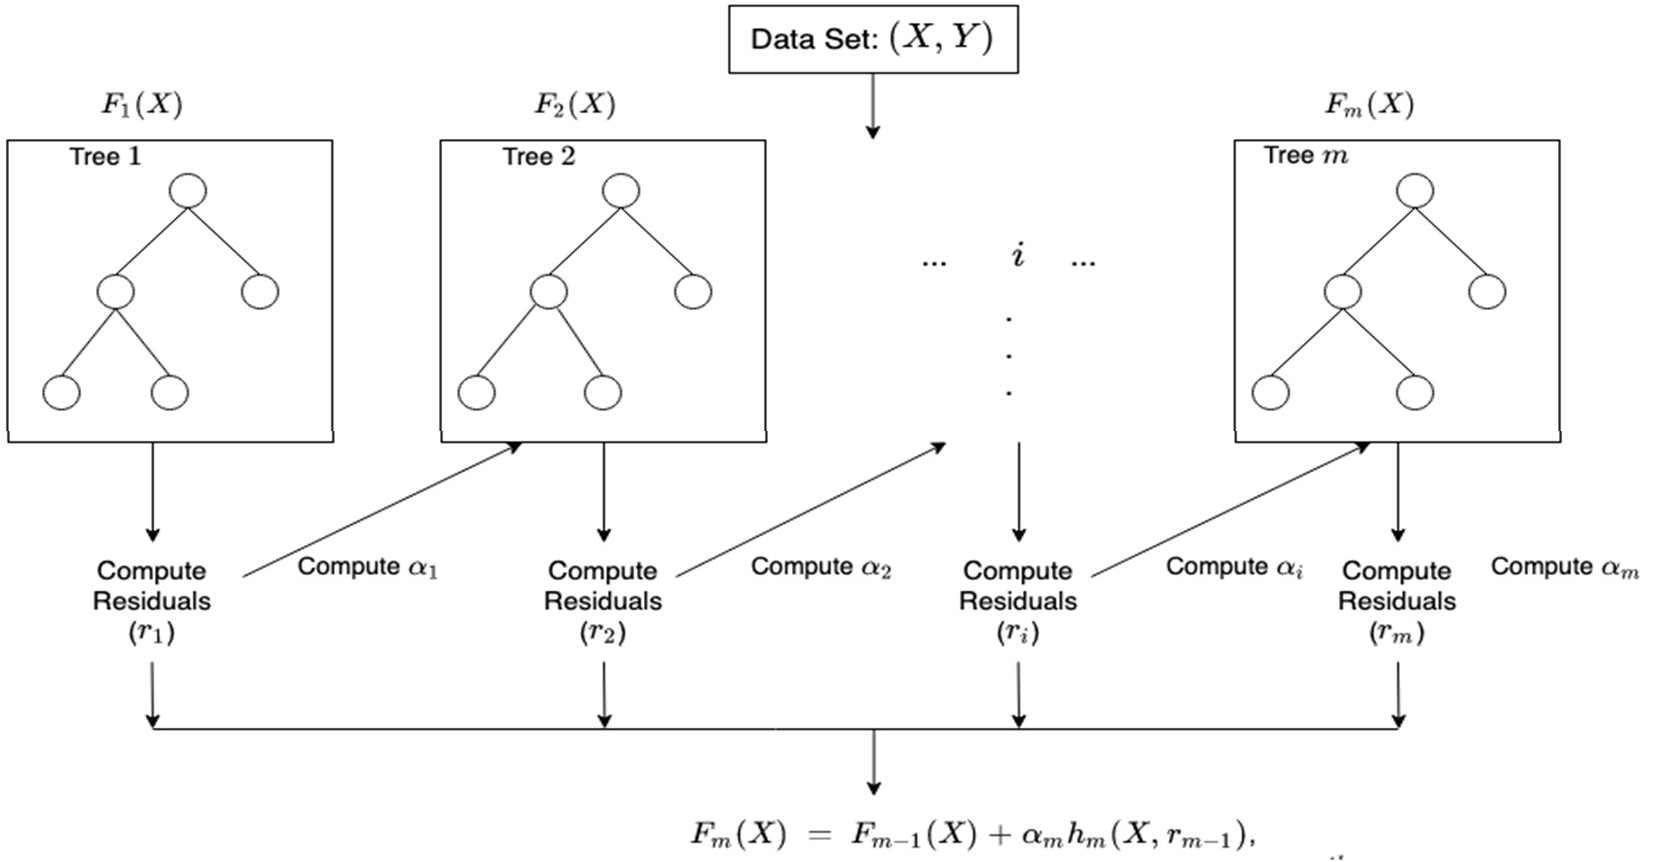 Data Set: (X, Y)
F₁(X)
F₂(X)
Fₘ(X)
Tree 1
Tree 2
Tree m
... i ...
.
.
.
Compute
Residuals
(r₁)
Compute α₁
Compute
Residuals
(r₂)
Compute α₂
Compute
Residuals
(rᵢ)
Compute αᵢ
Compute
Residuals
(rₘ)
Compute αₘ
Fₘ(X) = Fₘ₋₁(X) + αₘhₘ(X, rₘ₋₁),